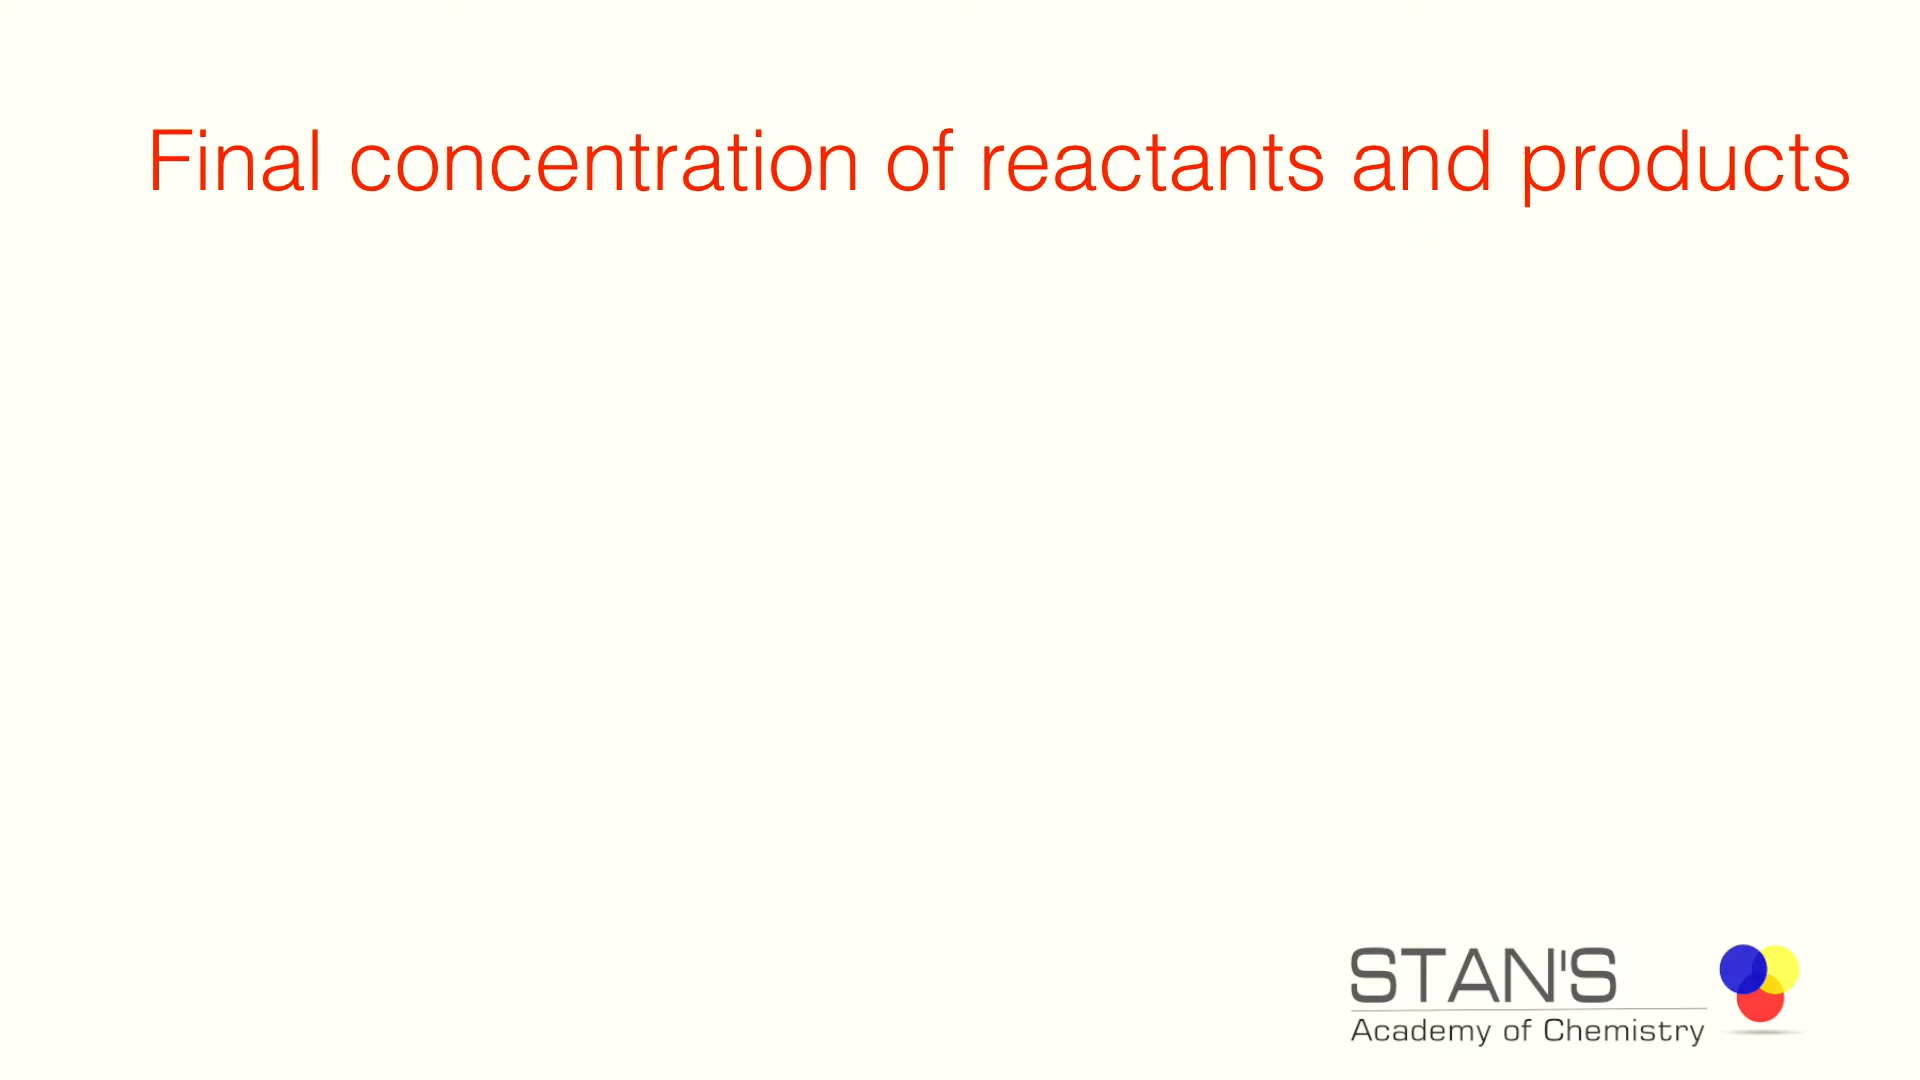 Final concentration of reactants and products
STAN'S
Academy of Chemistry